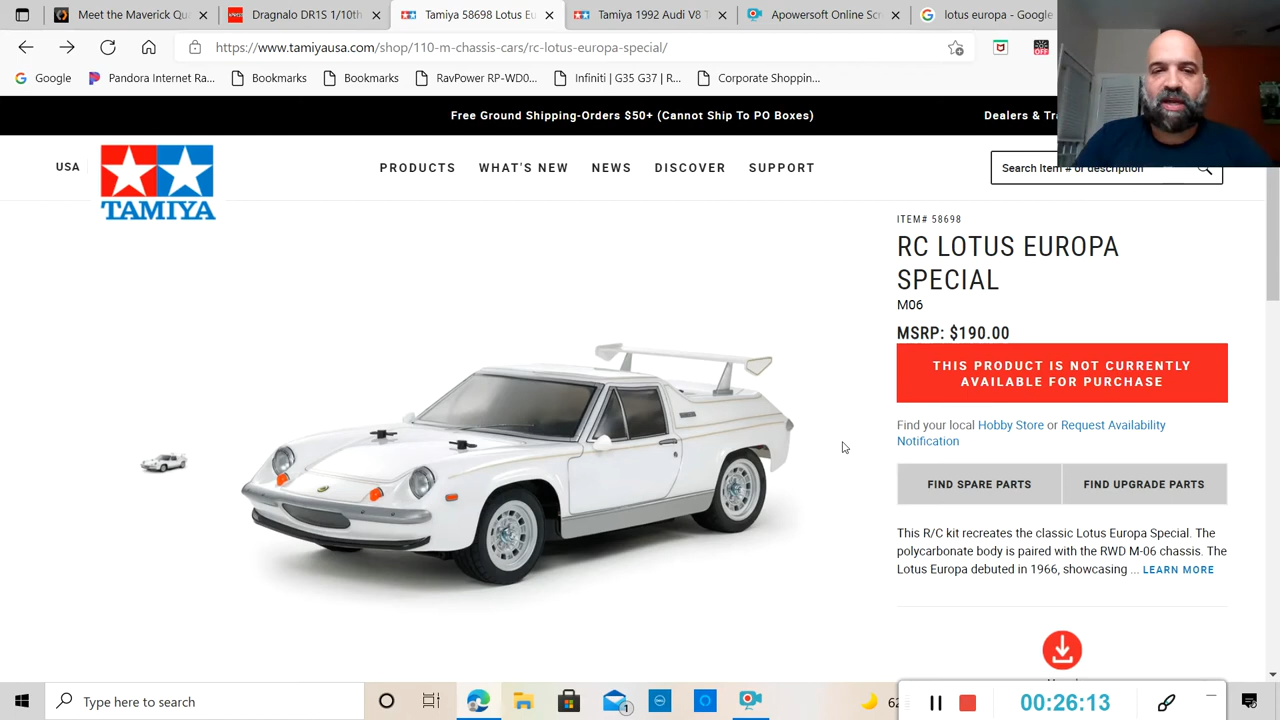 Meet the Maverick Qu
Dragnalo DR1S 1/10th
Tamiya 58698 Lotus Eu
Tamiya 1992 Audi V8 T
Apowersoft Online Scr
lotus europa - Google
https://www.tamiyausa.com/shop/110-m-chassis-cars/rc-lotus-europa-special/
OFF
Google
Pandora Internet Ra...
Bookmarks
Bookmarks
RavPower RP-WD0...
Infiniti | G35 G37 | R...
Corporate Shoppin...
Free Ground Shipping-Orders $50+ (Cannot Ship To PO Boxes)
Dealers & Tra
USA
TAMIYA
PRODUCTS
WHAT'S NEW
NEWS
DISCOVER
SUPPORT
Search Item # or description
ITEM# 58698
RC LOTUS EUROPA
SPECIAL
M06
MSRP: $190.00
THIS PRODUCT IS NOT CURRENTLY
AVAILABLE FOR PURCHASE
Find your local Hobby Store or Request Availability
Notification
FIND SPARE PARTS
FIND UPGRADE PARTS
This R/C kit recreates the classic Lotus Europa Special. The
polycarbonate body is paired with the RWD M-06 chassis. The
Lotus Europa debuted in 1966, showcasing ... LEARN MORE
Type here to search
1
00:26:13